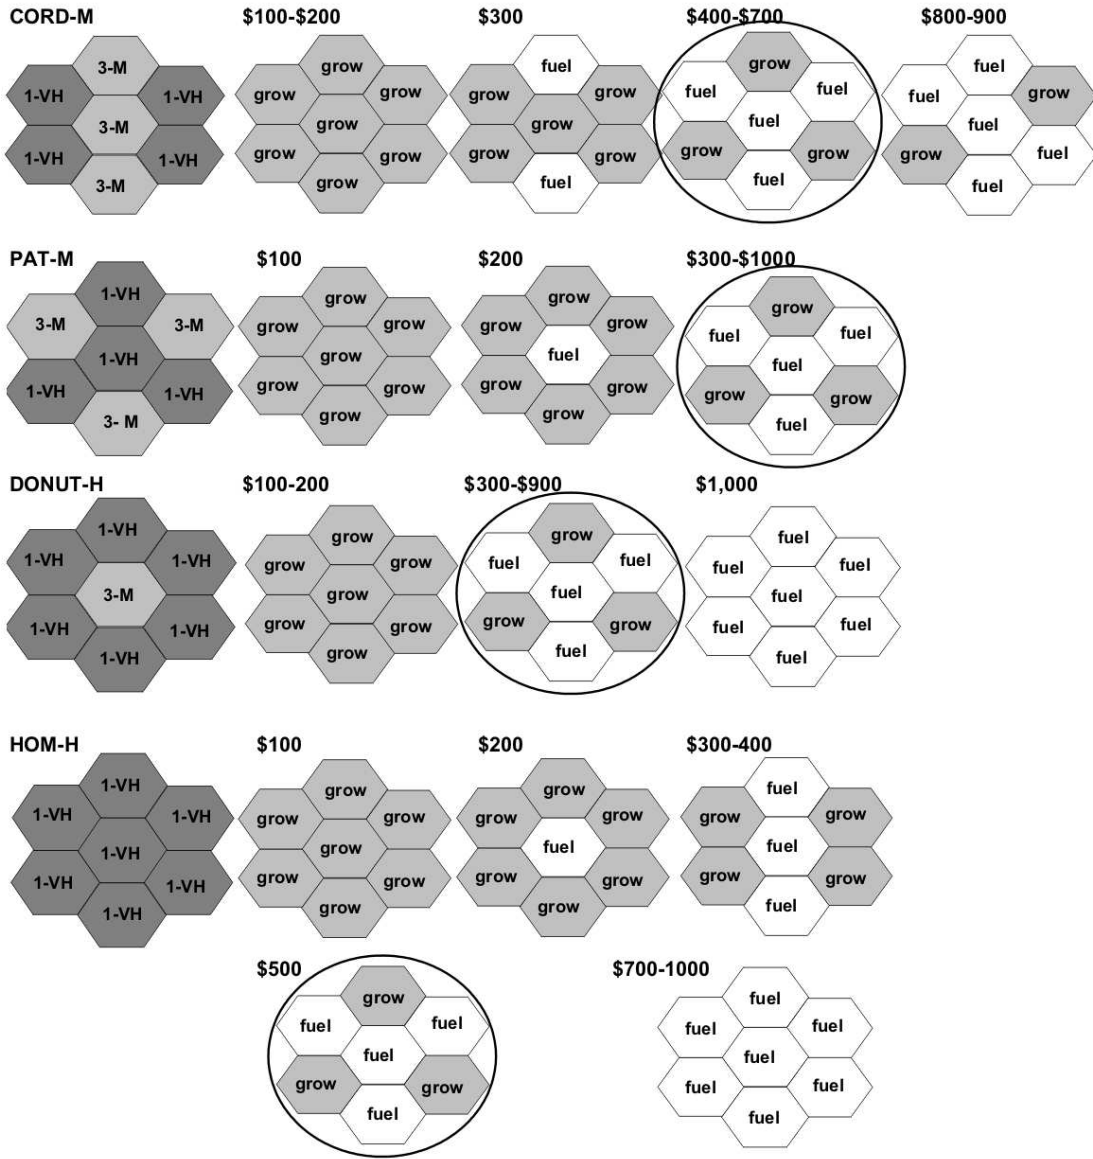 CORD-M
3-M
1-VH 1-VH
3-M
1-VH 1-VH
3-M
$100-$200
grow
grow grow
grow
grow grow
grow
$300
fuel
grow grow
grow
grow grow
fuel
$400-$700
grow
fuel fuel
fuel
grow grow
fuel
$800-900
fuel
fuel grow
fuel
grow fuel
fuel
PAT-M
1-VH
3-M 3-M
1-VH
1-VH 1-VH
3- M
$100
grow
grow grow
grow
grow grow
grow
$200
grow
grow grow
fuel
grow grow
grow
$300-$1000
grow
fuel fuel
fuel
grow grow
fuel
DONUT-H
1-VH
1-VH 1-VH
3-M
1-VH 1-VH
1-VH
$100-200
grow
grow grow
grow
grow grow
grow
$300-$900
grow
fuel fuel
fuel
grow grow
fuel
$1,000
fuel
fuel fuel
fuel
fuel fuel
fuel
HOM-H
1-VH
1-VH 1-VH
1-VH
1-VH 1-VH
1-VH
$100
grow
grow grow
grow
grow grow
grow
$200
grow
grow grow
fuel
grow grow
grow
$300-400
fuel
grow grow
fuel
grow grow
fuel
$500
grow
fuel fuel
fuel
grow grow
fuel
$700-1000
fuel
fuel fuel
fuel
fuel fuel
fuel